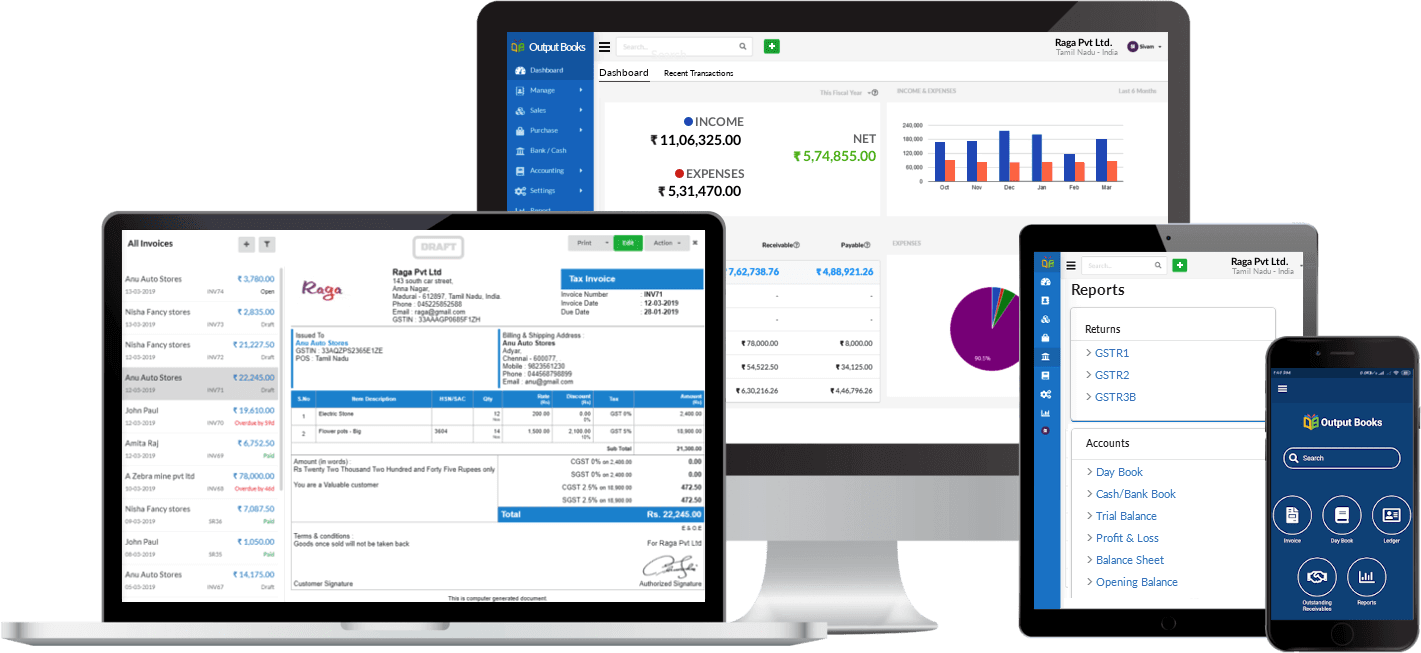 Output Books
Search...
Raga Pvt Ltd.
Tamil Nadu - India
Sivam
Dashboard
Manage
Sales
Purchase
Bank / Cash
Accounting
Settings
Report
Dashboard
Recent Transactions
This Fiscal Year
INCOME
₹ 11,06,325.00
EXPENSES
₹ 5,31,470.00
NET
₹ 5,74,855.00
INCOME & EXPENSES
Last 6 Months
240,000
180,000
120,000
60,000
0
Oct
Nov
Dec
Jan
Feb
Mar
Receivable
Payable
7,62,738.76
₹ 4,88,921.26
-
-
-
-
₹ 78,000.00
₹ 8,000.00
₹ 54,522.50
₹ 34,125.00
₹ 6,30,216.26
₹ 4,46,796.26
EXPENSES
90.5%
All Invoices
Anu Auto Stores
₹ 3,780.00
13-03-2019
INV74
Open
Nisha Fancy stores
₹ 2,835.00
13-03-2019
INV73
Draft
Nisha Fancy stores
₹ 21,227.50
12-03-2019
INV72
Draft
Anu Auto Stores
₹ 22,245.00
12-03-2019
INV71
Draft
John Paul
₹ 19,610.00
12-03-2019
INV70
Overdue by 59d
Amita Raj
₹ 6,752.50
12-03-2019
INV69
Paid
A Zebra mine pvt ltd
₹ 78,000.00
10-03-2019
INV68
Overdue by 46d
Nisha Fancy stores
₹ 7,087.50
09-03-2019
SR36
Paid
John Paul
₹ 1,050.00
08-03-2019
SR35
Paid
Anu Auto Stores
₹ 14,175.00
05-03-2019
INV67
Draft
DRAFT
Print
Edit
Action
Raga
Raga Pvt Ltd
143 south car street,
Anna Nagar,
Madurai - 612897, Tamil Nadu, India.
Phone : 045225852588
Email : raga@gmail.com
GSTIN : 33AAAGP0685F1ZH
Tax Invoice
Invoice Number : INV71
Invoice Date : 12-03-2019
Due Date : 28-01-2019
Issued To
Anu Auto Stores
GSTIN : 33AQZPS2365E1ZE
POS : Tamil Nadu
Billing & Shipping Address :
Anu Auto Stores
Adyar,
Chennai - 600077,
Mobile : 9823561230
Phone : 044568798899
Email : anu@gmail.com
S.No
Item Description
HSN/SAC
Qty
Rate (Rs)
Discount (Rs)
Tax
Amount (Rs)
1
Electric Stone
12
200.00
0.00
0%
GST 0%
2,400.00
2
Flower pots - Big
3604
14
1,500.00
2,100.00
10%
GST 5%
18,900.00
Sub Total
21,300.00
Amount (in words) :
Rs Twenty Two Thousand Two Hundred and Forty Five Rupees only
You are a Valuable customer
CGST 0% on 2,400.00
0.00
SGST 0% on 2,400.00
0.00
CGST 2.5% on 18,900.00
472.50
SGST 2.5% on 18,900.00
472.50
Total
Rs. 22,245.00
E & O E
Terms & conditions :
Goods once sold will not be taken back
For Raga Pvt Ltd
Customer Signature
Authorized Signature
This is computer generated document
Search...
Raga Pvt Ltd.
Tamil Nadu - India
Reports
Returns
GSTR1
GSTR2
GSTR3B
Accounts
Day Book
Cash/Bank Book
Trial Balance
Profit & Loss
Balance Sheet
Opening Balance
Output Books
Search
Invoice
Day Book
Ledger
Outstanding
Receivables
Reports